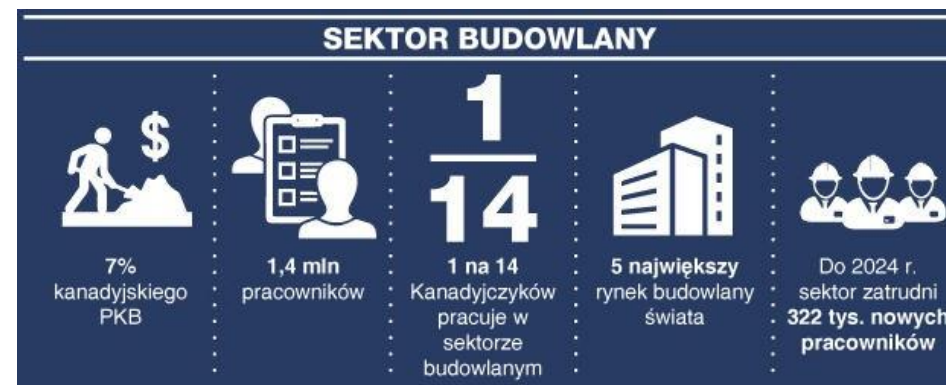 SEKTOR BUDOWLANY
$
7%
kanadyjskiego
PKB
1,4 mln
pracowników
1
14
1 na 14
Kanadyjczyków
pracuje w
sektorze
budowlanym
5 największy
rynek budowlany
świata
Do 2024 r.
sektor zatrudni
322 tys. nowych
pracowników